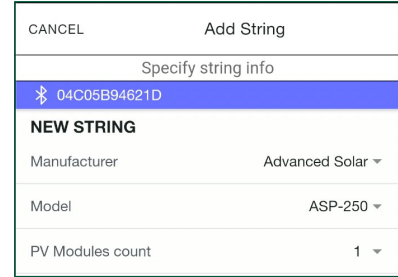 CANCEL Add String
Specify string info
04C05B94621D
NEW STRING
Manufacturer Advanced Solar
Model ASP-250
PV Modules count 1